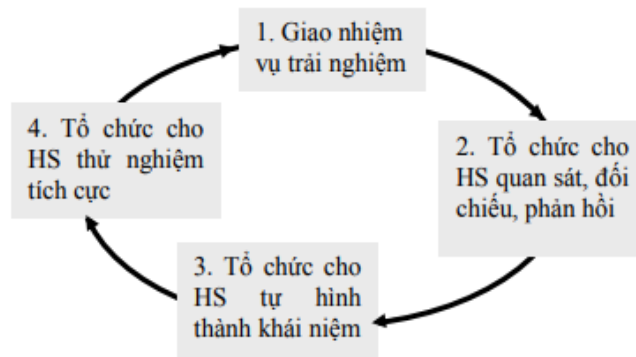 1. Giao nhiệm
vụ trải nghiệm
2. Tổ chức cho
HS quan sát, đối
chiếu, phản hồi
3. Tổ chức cho
HS tự hình
thành khái niệm
4. Tổ chức cho
HS thử nghiệm
tích cực